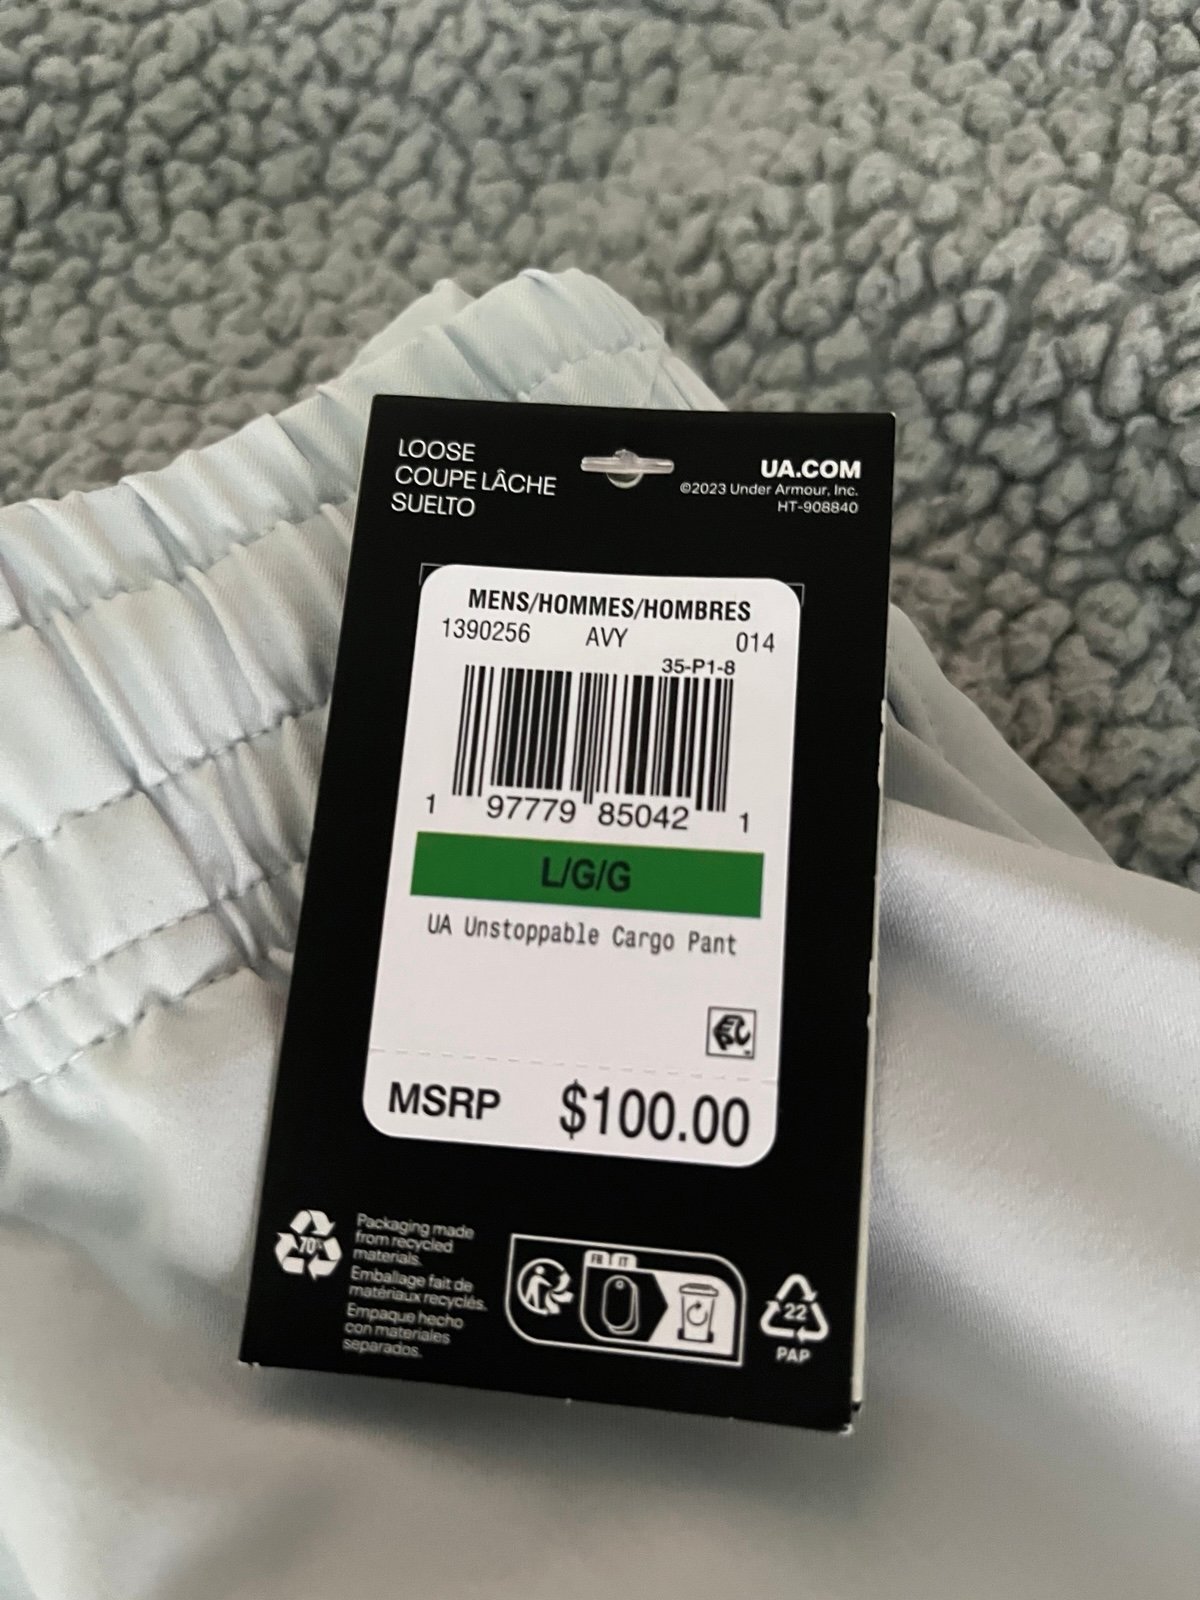 LOOSE
COUPE LÂCHE
SUELTO
UA.COM
©2023 Under Armour, Inc.
HT-908840
MENS/HOMMES/HOMBRES
1390256 AVY 014
35-P1-8
1 97779 85042 1
L/G/G
UA Unstoppable Cargo Pant
MSRP $100.00
70%
Packaging made
from recycled
materials.
Emballage fait de
matériaux recyclés.
Empaque hecho
con materiales
separados.
FR IT
22
PAP